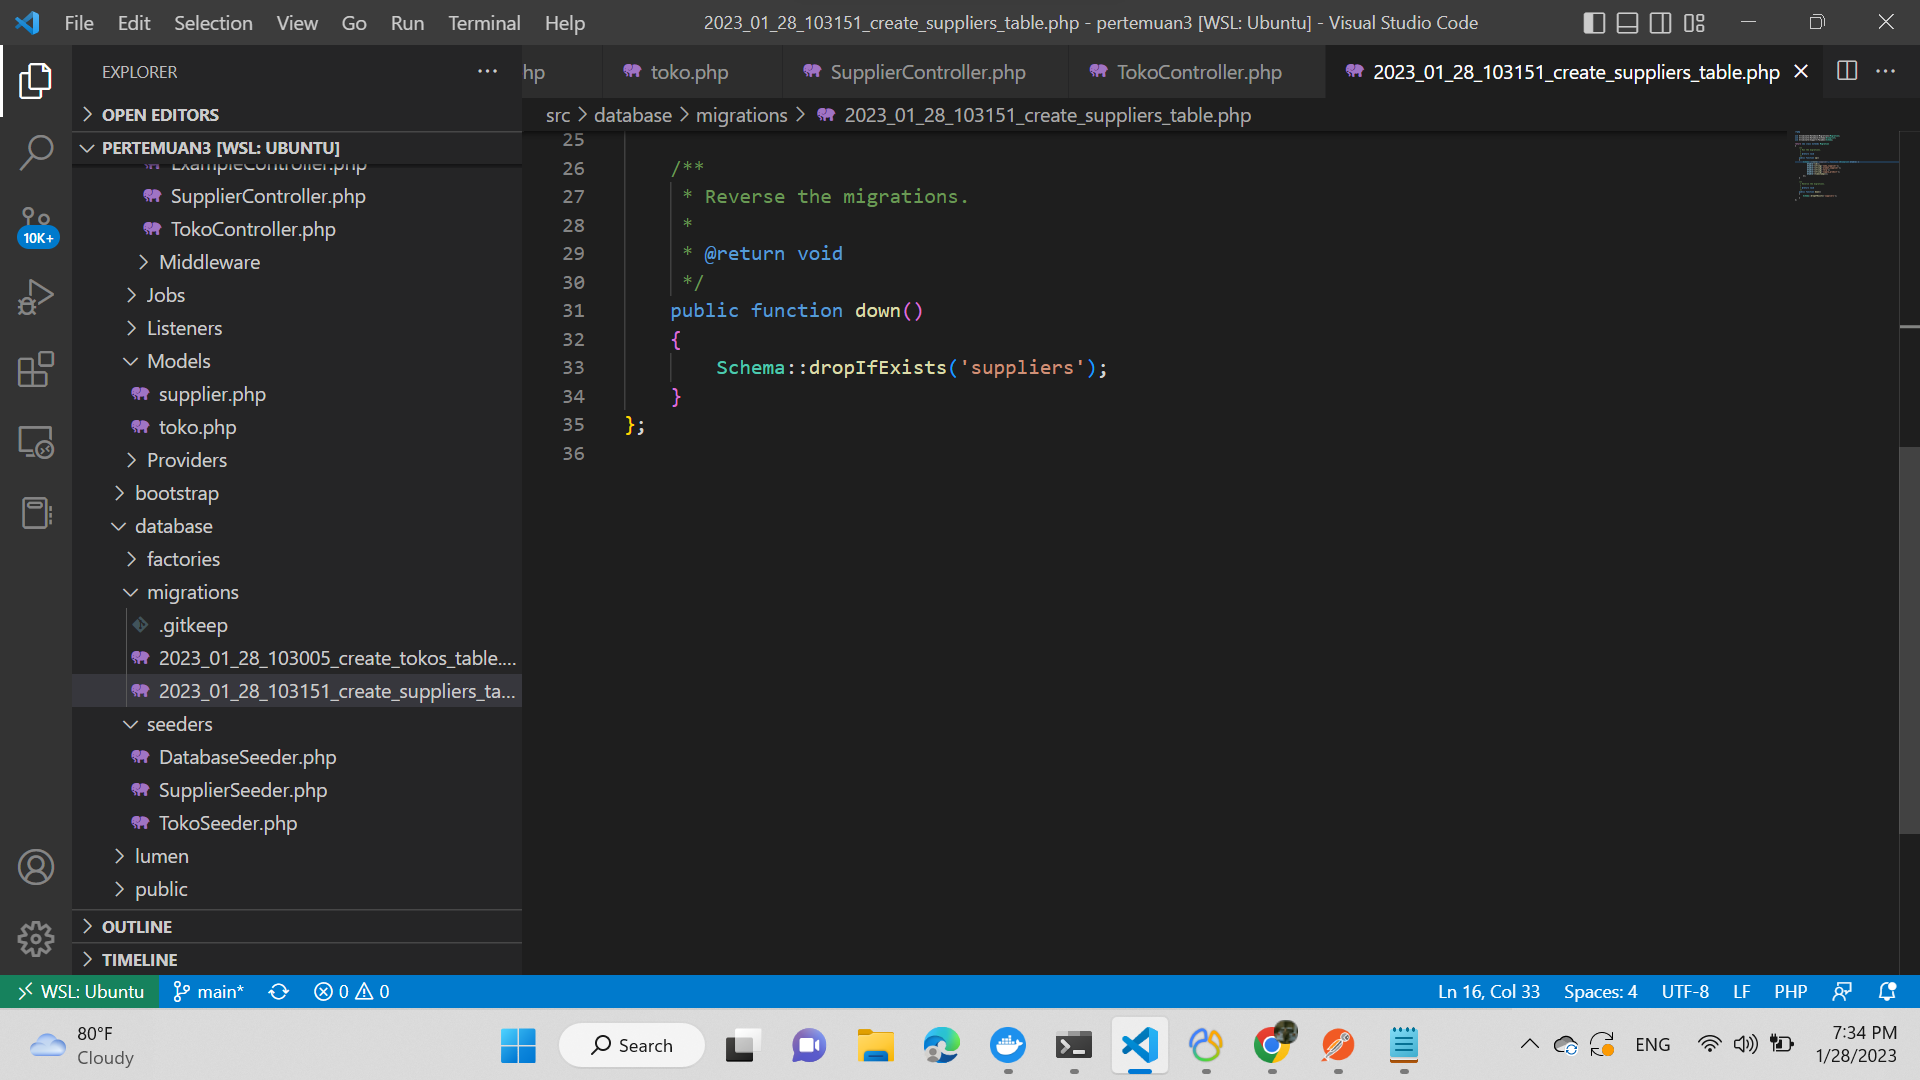 File Edit Selection View Go Run Terminal Help
2023_01_28_103151_create_suppliers_table.php - pertemuan3 [WSL: Ubuntu] - Visual Studio Code
EXPLORER
hp
toko.php
SupplierController.php
TokoController.php
2023_01_28_103151_create_suppliers_table.php
OPEN EDITORS
PERTEMUAN3 [WSL: UBUNTU]
ExampleController.php
SupplierController.php
TokoController.php
Middleware
Jobs
Listeners
Models
supplier.php
toko.php
Providers
bootstrap
database
factories
migrations
.gitkeep
2023_01_28_103005_create_tokos_table....
2023_01_28_103151_create_suppliers_ta...
seeders
DatabaseSeeder.php
SupplierSeeder.php
TokoSeeder.php
lumen
public
OUTLINE
TIMELINE
10K+
src > database > migrations > 2023_01_28_103151_create_suppliers_table.php
25
26 /**
27 * Reverse the migrations.
28 *
29 * @return void
30 */
31 public function down()
32 {
33 Schema::dropIfExists('suppliers');
34 }
35 };
36
WSL: Ubuntu main* 0 0
Ln 16, Col 33 Spaces: 4 UTF-8 LF PHP
80°F
Cloudy
Search
ENG
7:34 PM
1/28/2023